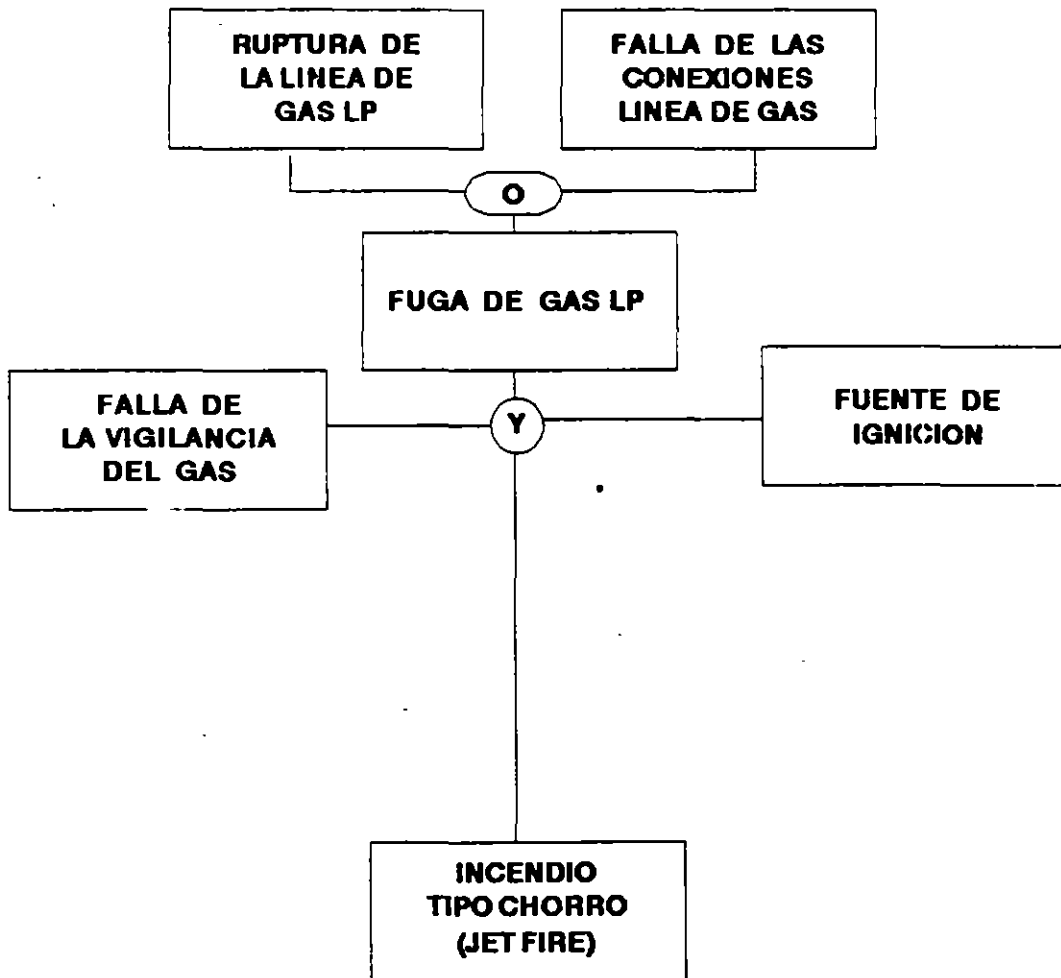 RUPTURA DE
LA LINEA DE
GAS LP
FALLA DE LAS
CONEXIONES
LINEA DE GAS
O
FUGA DE GAS LP
FALLA DE
LA VIGILANCIA
DEL GAS
Y
FUENTE DE
IGNICION
INCENDIO
TIPO CHORRO
(JET FIRE)